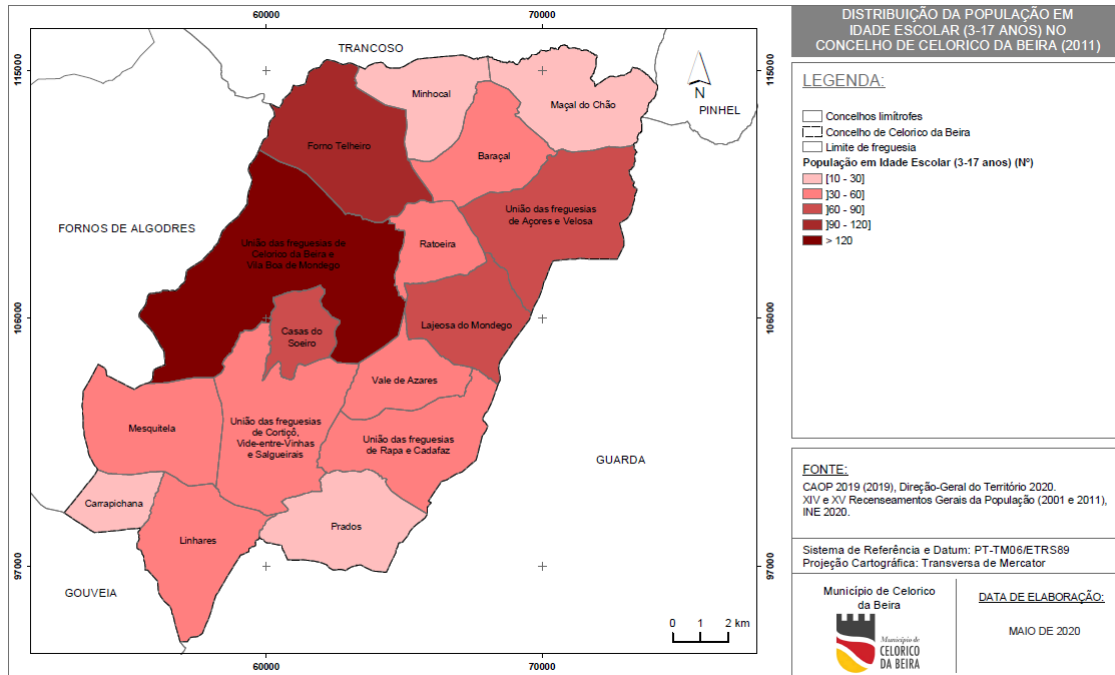 60000
70000
DISTRIBUIÇÃO DA POPULAÇÃO EM
IDADE ESCOLAR (3-17 ANOS) NO
CONCELHO DE CELORICO DA BEIRA (2011)
TRANCOSO
115000
115000
Minhocal
Maçal do Chão
N
PINHEL
LEGENDA:
Concelhos limítrofes
Concelho de Celorico da Beira
Limite de freguesia
População em Idade Escolar (3-17 anos) (Nº)
[10 - 30]
]30 - 60]
]60 - 90]
]90 - 120]
> 120
Forno Telheiro
Baraçal
União das freguesias
de Açores e Velosa
FORNOS DE ALGODRES
União das freguesias de
Celorico da Beira e
Vila Boa do Mondego
Ratoeira
106000
106000
Casas do
Soeiro
Lajeosa do Mondego
Vale de Azares
Mesquitela
União das freguesias
de Cortiçô,
Vide-entre-Vinhas
e Salgueirais
União das freguesias
de Rapa e Cadafaz
GUARDA
Carrapichana
Prados
Linhares
97000
97000
GOUVEIA
0 1 2 km
60000
70000
FONTE:
CAOP 2019 (2019), Direção-Geral do Território 2020.
XIV e XV Recenseamentos Gerais da População (2001 e 2011),
INE 2020.
Sistema de Referência e Datum: PT-TM06/ETRS89
Projeção Cartográfica: Transversa de Mercator
Município de Celorico
da Beira
Município de
CELORICO
DA BEIRA
DATA DE ELABORAÇÃO:
MAIO DE 2020